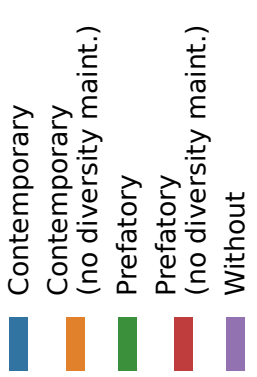 Contemporary
Contemporary
(no diversity maint.)
Prefatory
Prefatory
(no diversity maint.)
Without